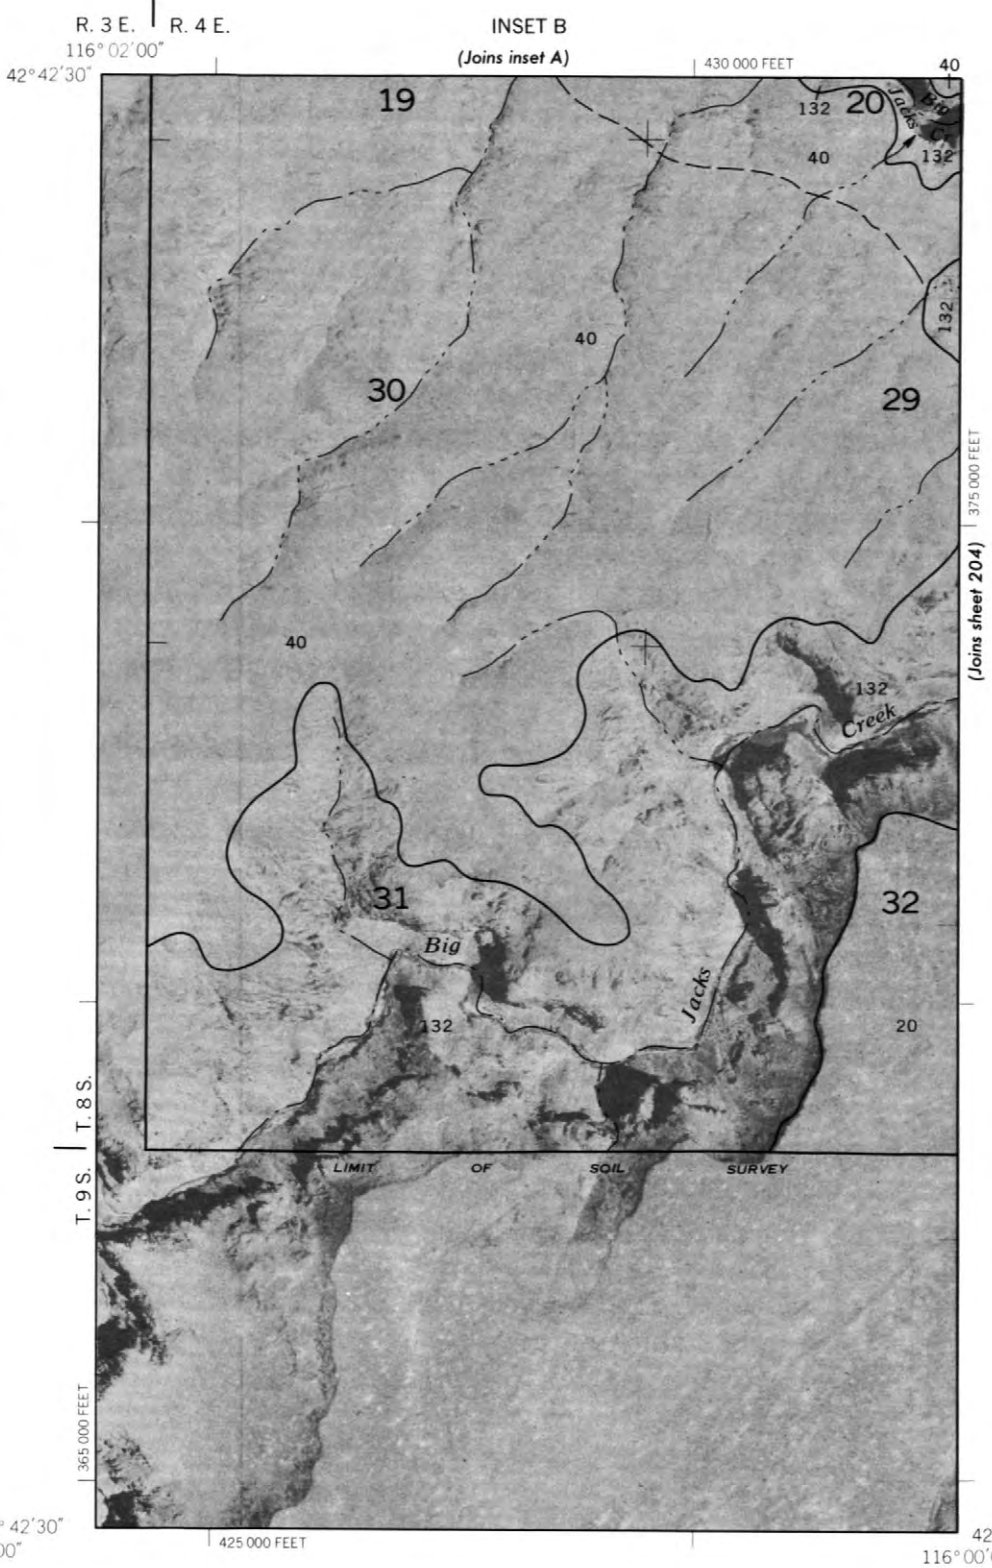 R. 3 E. R. 4 E. INSET B
116° 02' 00" (Joins inset A)
42° 42' 30" 430 000 FEET 40
19 132 20 Jacks Big
40 132
132
40
30 29
375 000 FEET
(Joins sheet 204)
40
132
Creek
31 32
Big
Jacks
132 20
T. 8 S.
T. 9 S.
LIMIT OF SOIL SURVEY
365 000 FEET
° 42' 30"
00" 425 000 FEET 42
116° 00'